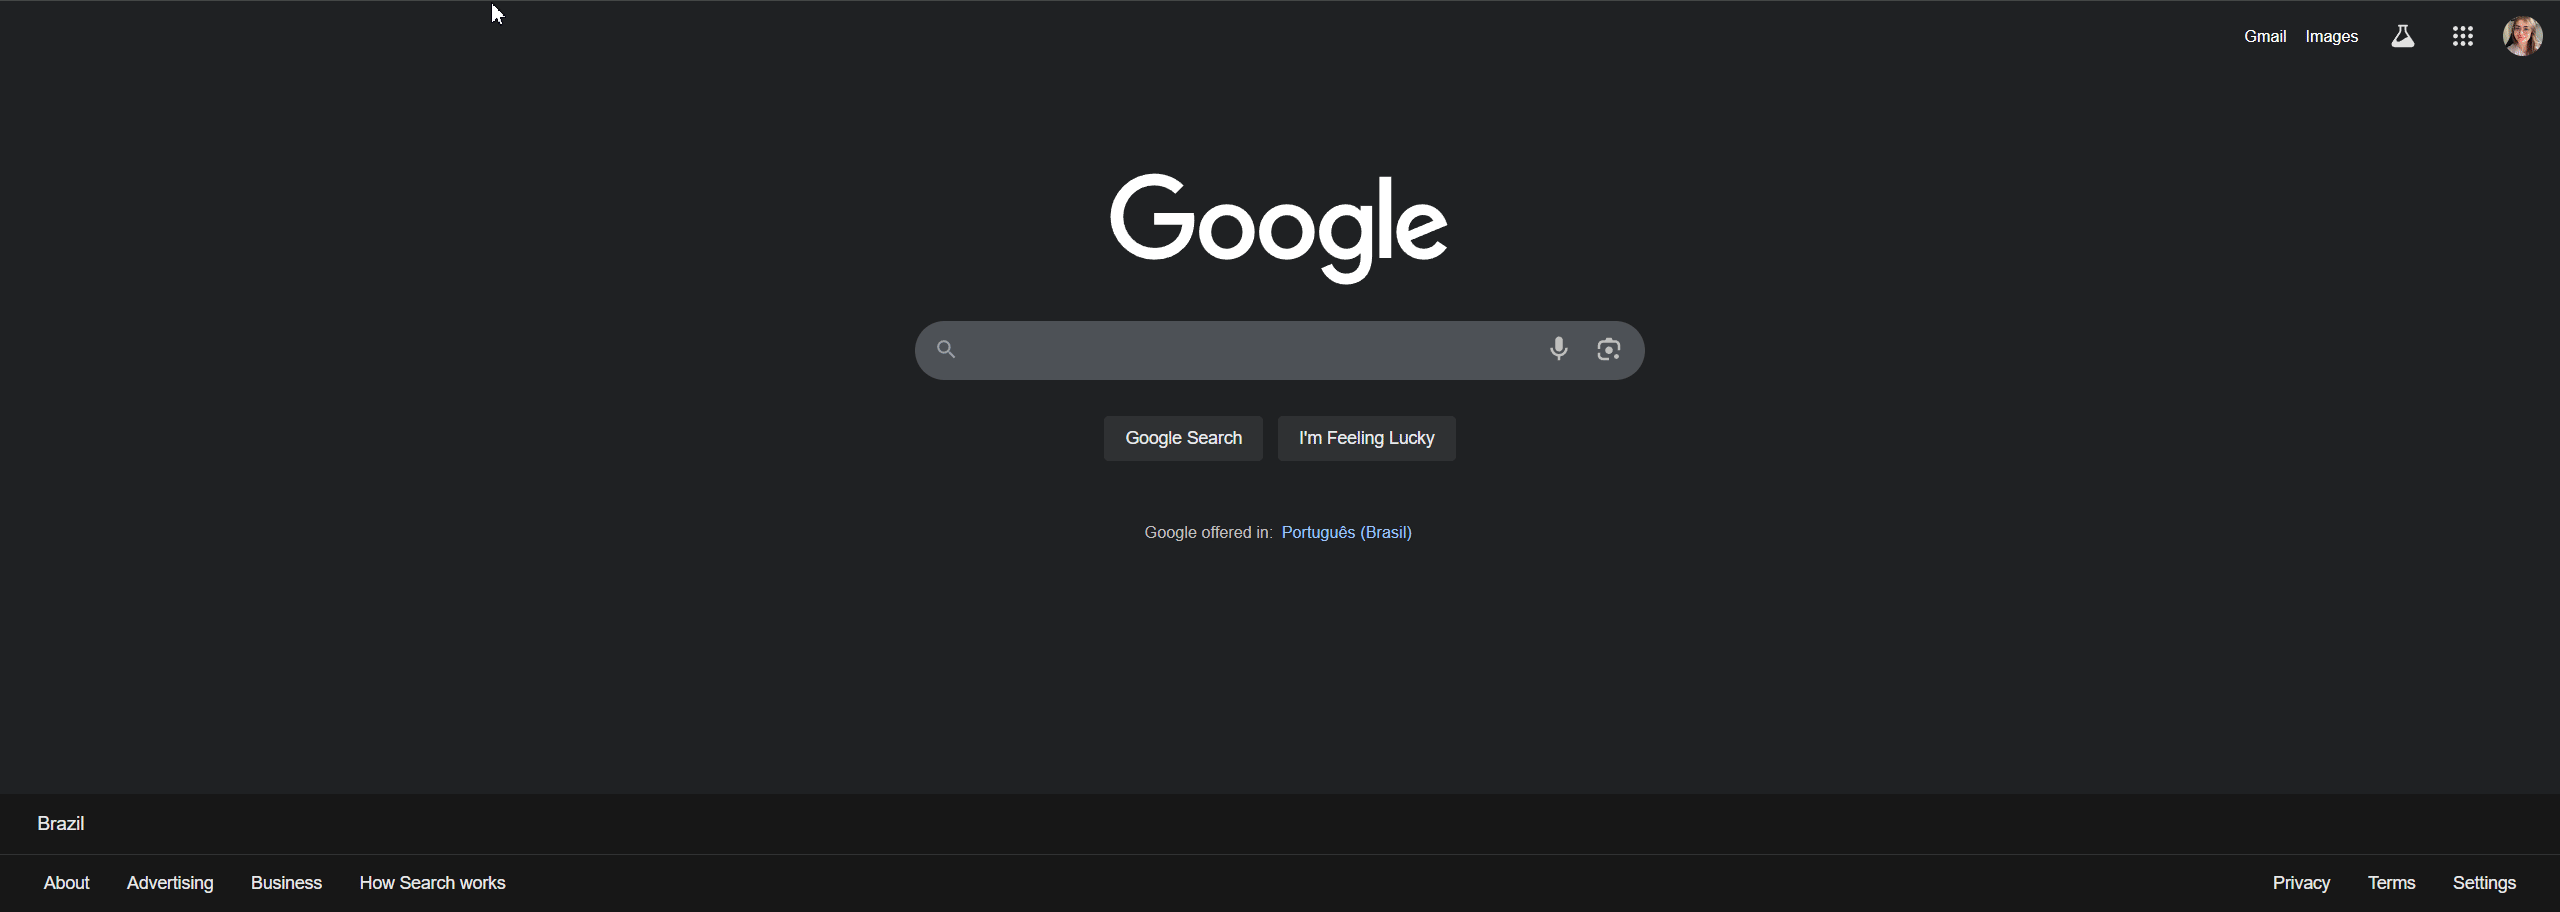 Gmail Images
Google
Google Search I'm Feeling Lucky
Google offered in: Português (Brasil)
Brazil
About Advertising Business How Search works Privacy Terms Settings